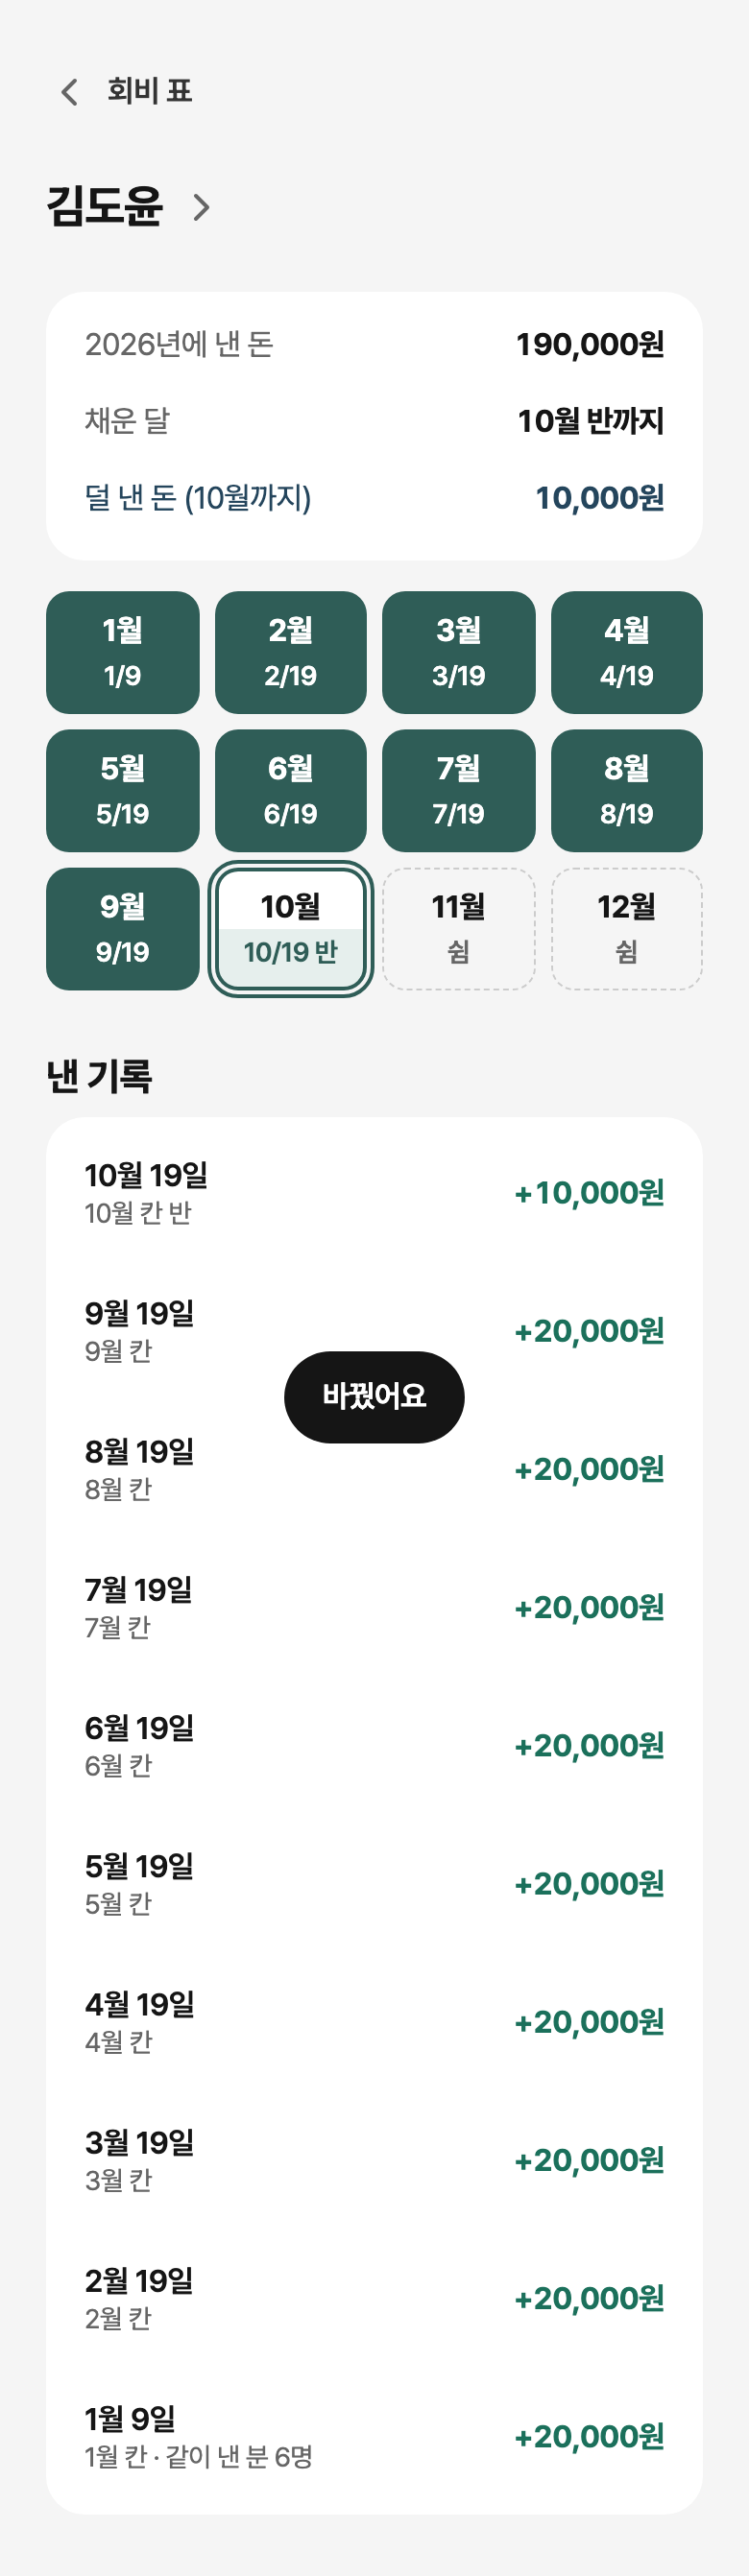 회비 표
김도윤
2026년에 낸 돈 190,000원
채운 달 10월 반까지
덜 낸 돈 (10월까지) 10,000원
1월 2월 3월 4월
1/9 2/19 3/19 4/19
5월 6월 7월 8월
5/19 6/19 7/19 8/19
9월 10월 11월 12월
9/19 10/19 반 쉼 쉼
낸 기록
10월 19일
10월 칸 반
+10,000원
9월 19일
9월 칸
+20,000원
바꿨어요
8월 19일
8월 칸
+20,000원
7월 19일
7월 칸
+20,000원
6월 19일
6월 칸
+20,000원
5월 19일
5월 칸
+20,000원
4월 19일
4월 칸
+20,000원
3월 19일
3월 칸
+20,000원
2월 19일
2월 칸
+20,000원
1월 9일
1월 칸 · 같이 낸 분 6명
+20,000원